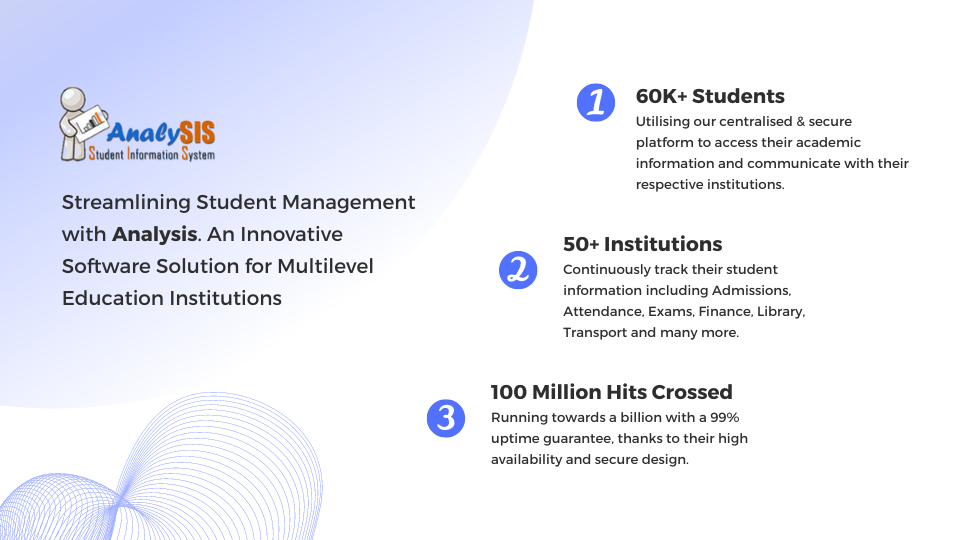 AnalySIS
Student Information System
Streamlining Student Management
with Analysis. An Innovative
Software Solution for Multilevel
Education Institutions
1
60K+ Students
Utilising our centralised & secure
platform to access their academic
information and communicate with their
respective institutions.
2
50+ Institutions
Continuously track their student
information including Admissions,
Attendance, Exams, Finance, Library,
Transport and many more.
3
100 Million Hits Crossed
Running towards a billion with a 99%
uptime guarantee, thanks to their high
availability and secure design.